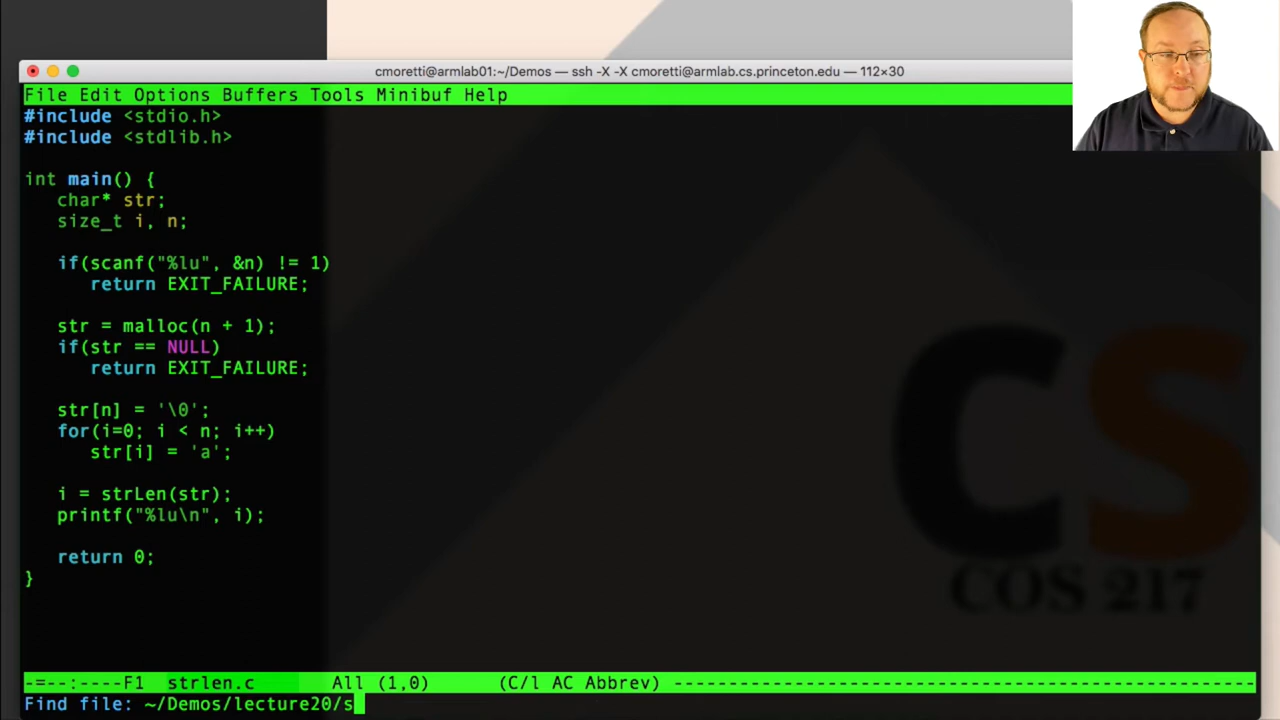 cmoretti@armlab01:~/Demos — ssh -X -X cmoretti@armlab.cs.princeton.edu — 112×30
File Edit Options Buffers Tools Minibuf Help
#include <stdio.h>
#include <stdlib.h>
int main() {
char* str;
size_t i, n;
if(scanf("%lu", &n) != 1)
return EXIT_FAILURE;
str = malloc(n + 1);
if(str == NULL)
return EXIT_FAILURE;
str[n] = '\0';
for(i=0; i < n; i++)
str[i] = 'a';
i = strLen(str);
printf("%lu\n", i);
return 0;
}
CS
COS 217
-=--:----F1 strlen.c All (1,0) (C/l AC Abbrev) ------------------------------------------------------
Find file: ~/Demos/lecture20/s